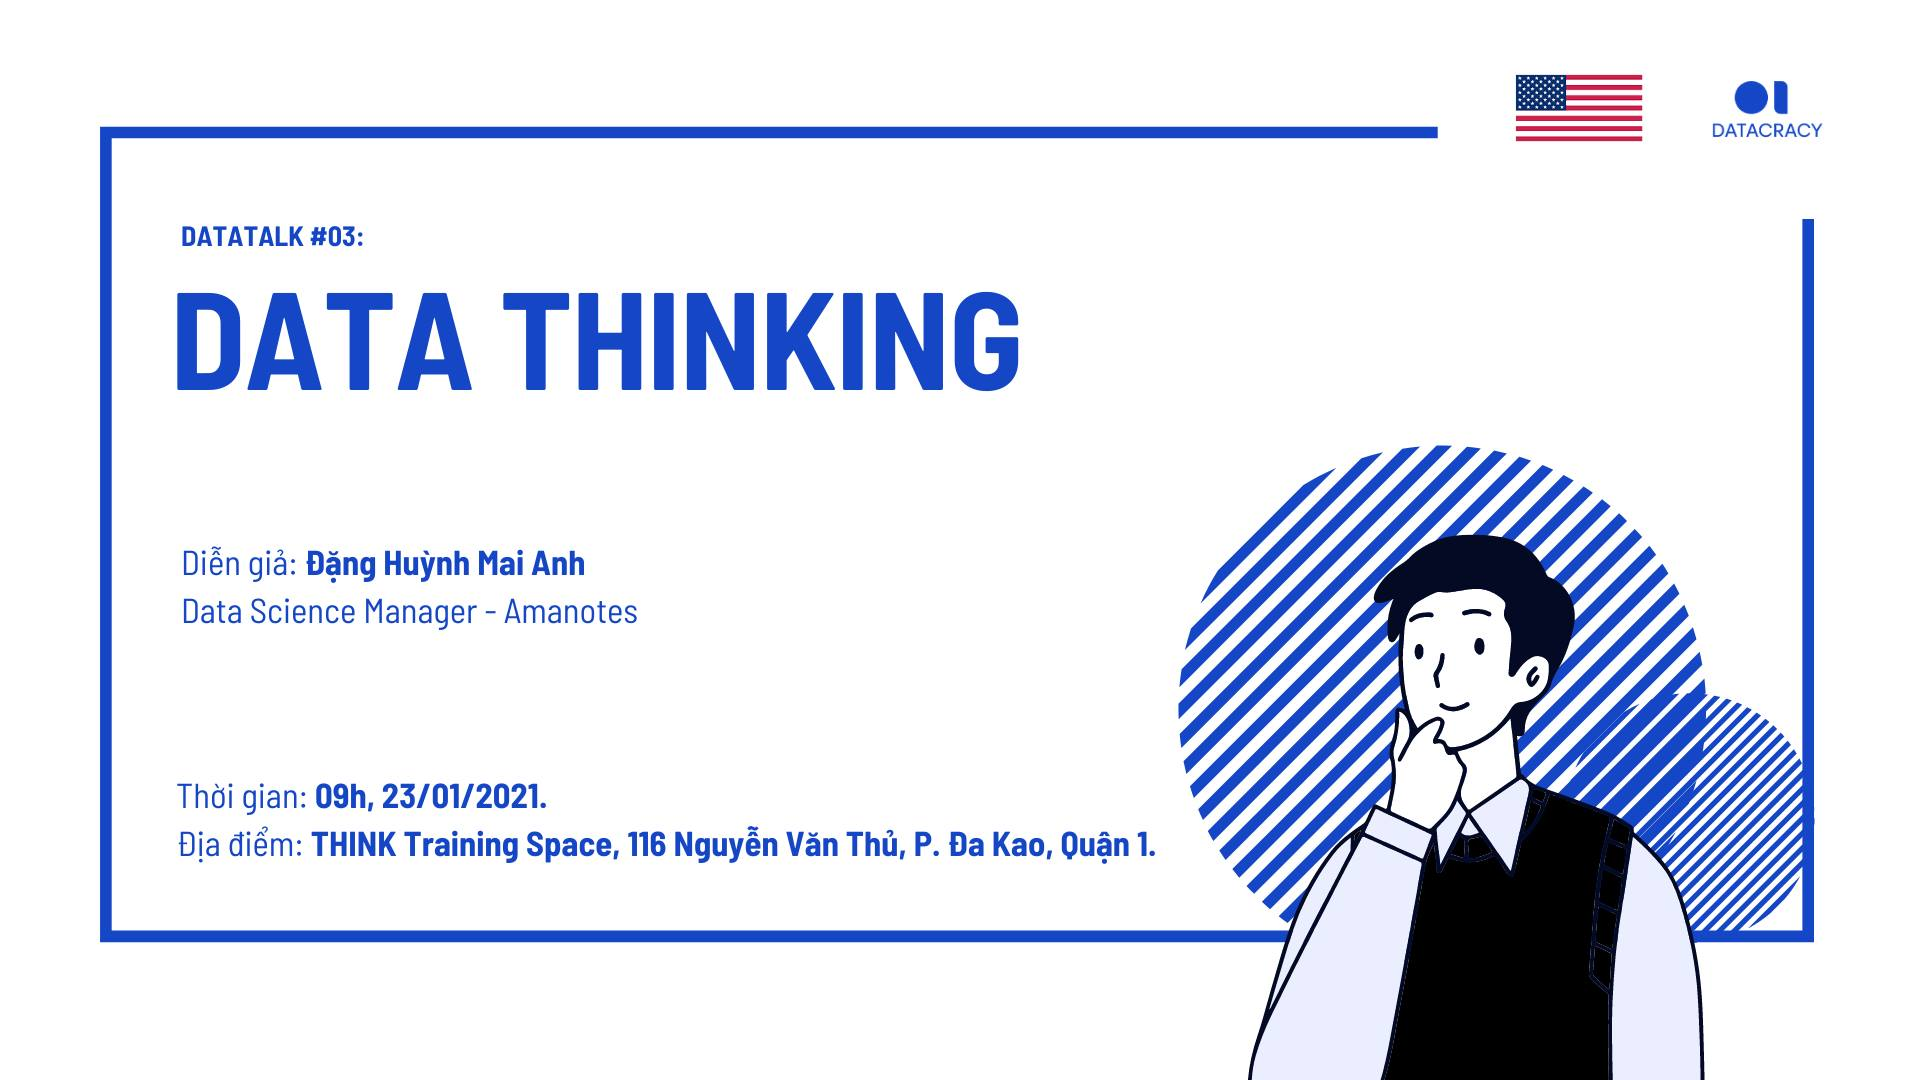 DATACRACY
DATATALK #03:
DATA THINKING
Diễn giả: Đặng Huỳnh Mai Anh
Data Science Manager - Amanotes
Thời gian: 09h, 23/01/2021.
Địa điểm: THINK Training Space, 116 Nguyễn Văn Thủ, P. Đa Kao, Quận 1.